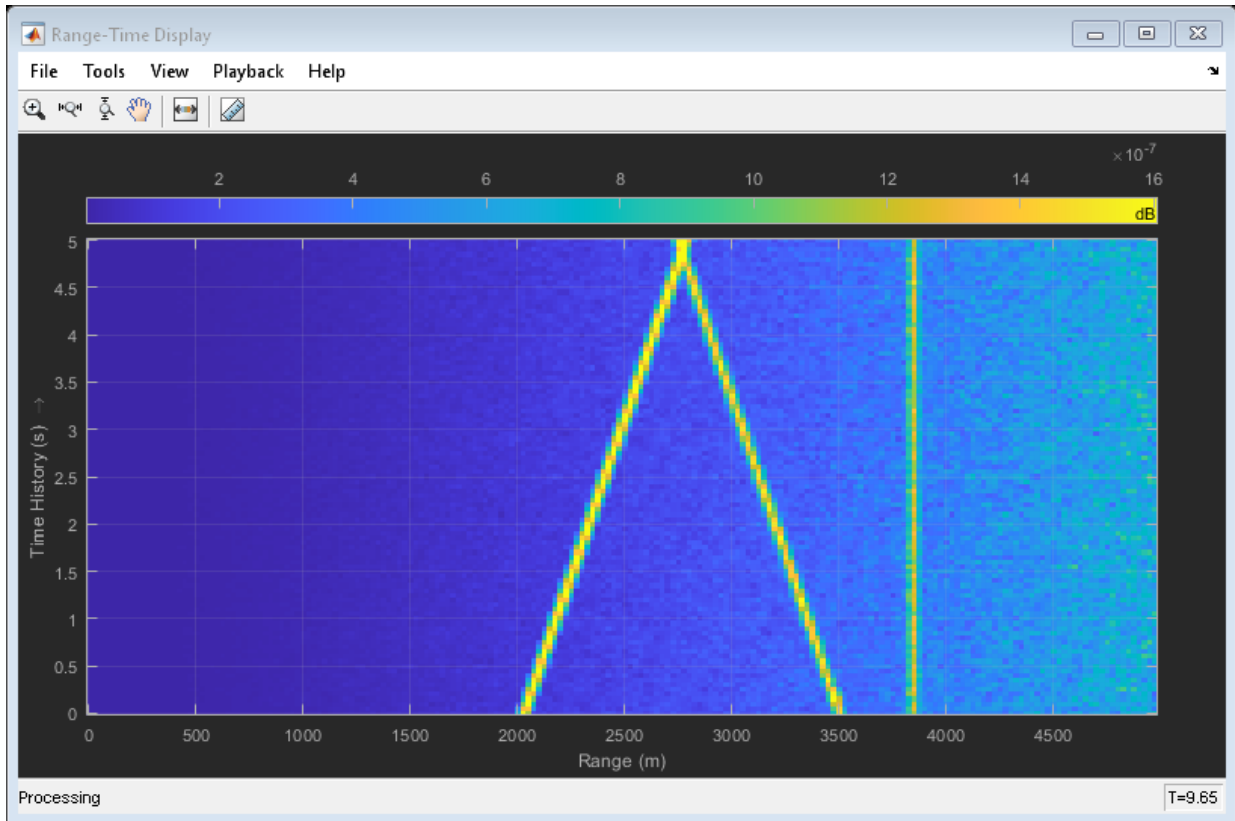 Range-Time Display
File Tools View Playback Help
×10-7
2 4 6 8 10 12 14 16
dB
5
4.5
4
3.5
3
2.5
2
1.5
1
0.5
0
Time History (s) →
0 500 1000 1500 2000 2500 3000 3500 4000 4500
Range (m)
Processing T=9.65